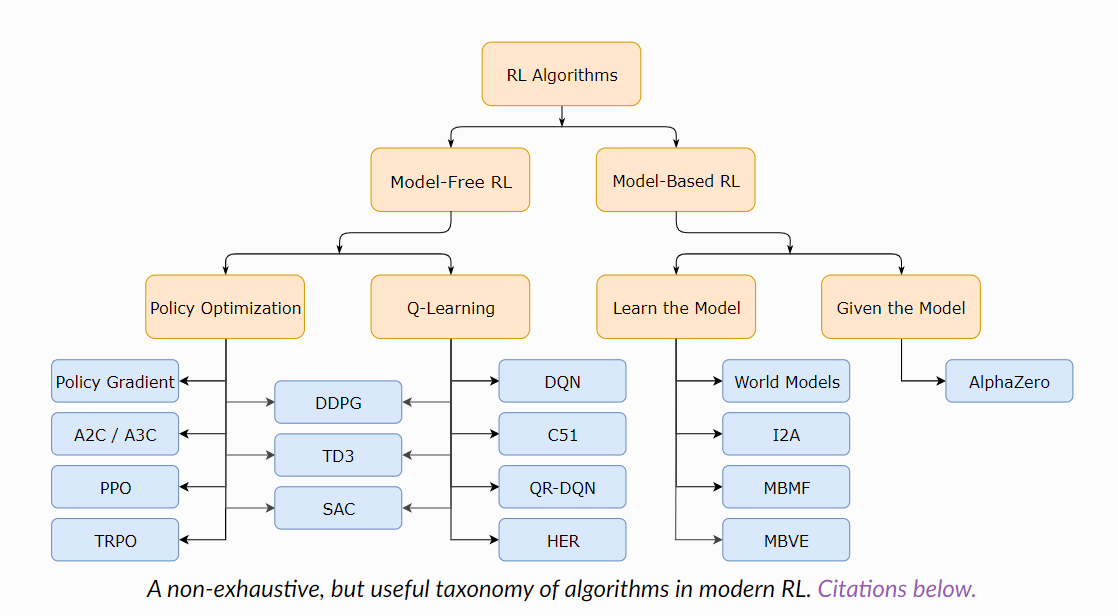 RL Algorithms
Model-Free RL
Model-Based RL
Policy Optimization
Q-Learning
Learn the Model
Given the Model
Policy Gradient
A2C / A3C
PPO
TRPO
DDPG
TD3
SAC
DQN
C51
QR-DQN
HER
World Models
I2A
MBMF
MBVE
AlphaZero
A non-exhaustive, but useful taxonomy of algorithms in modern RL. Citations below.